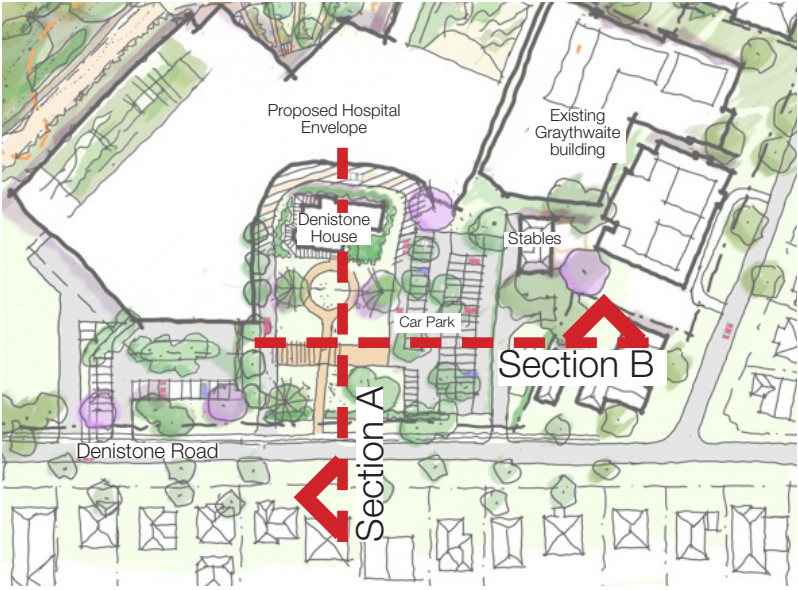 Proposed Hospital
Envelope
Existing
Graythwaite
building
Denistone
House
Stables
Car Park
Section B
Section A
Denistone Road